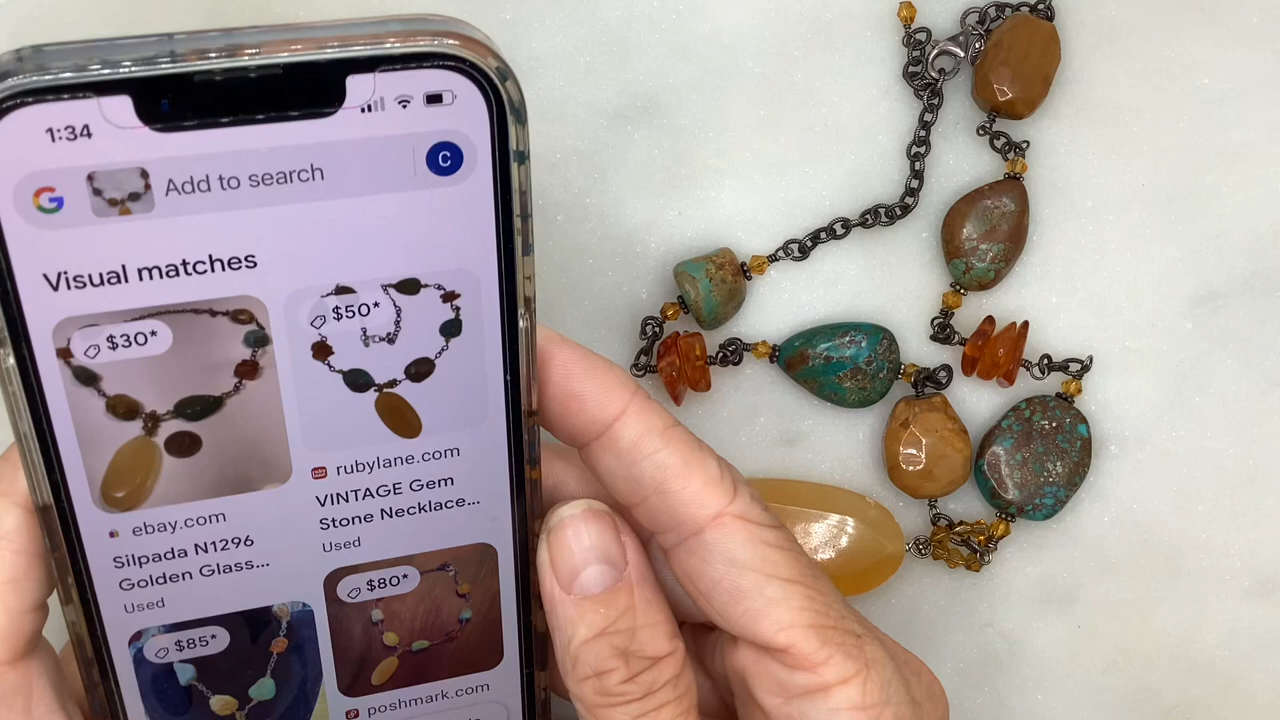 1:34
Add to search
C
Visual matches
$30*
$50*
ebay.com
Silpada N1296
Golden Glass...
Used
rubylane.com
VINTAGE Gem
Stone Necklace...
Used
$85*
$80*
poshmark.com